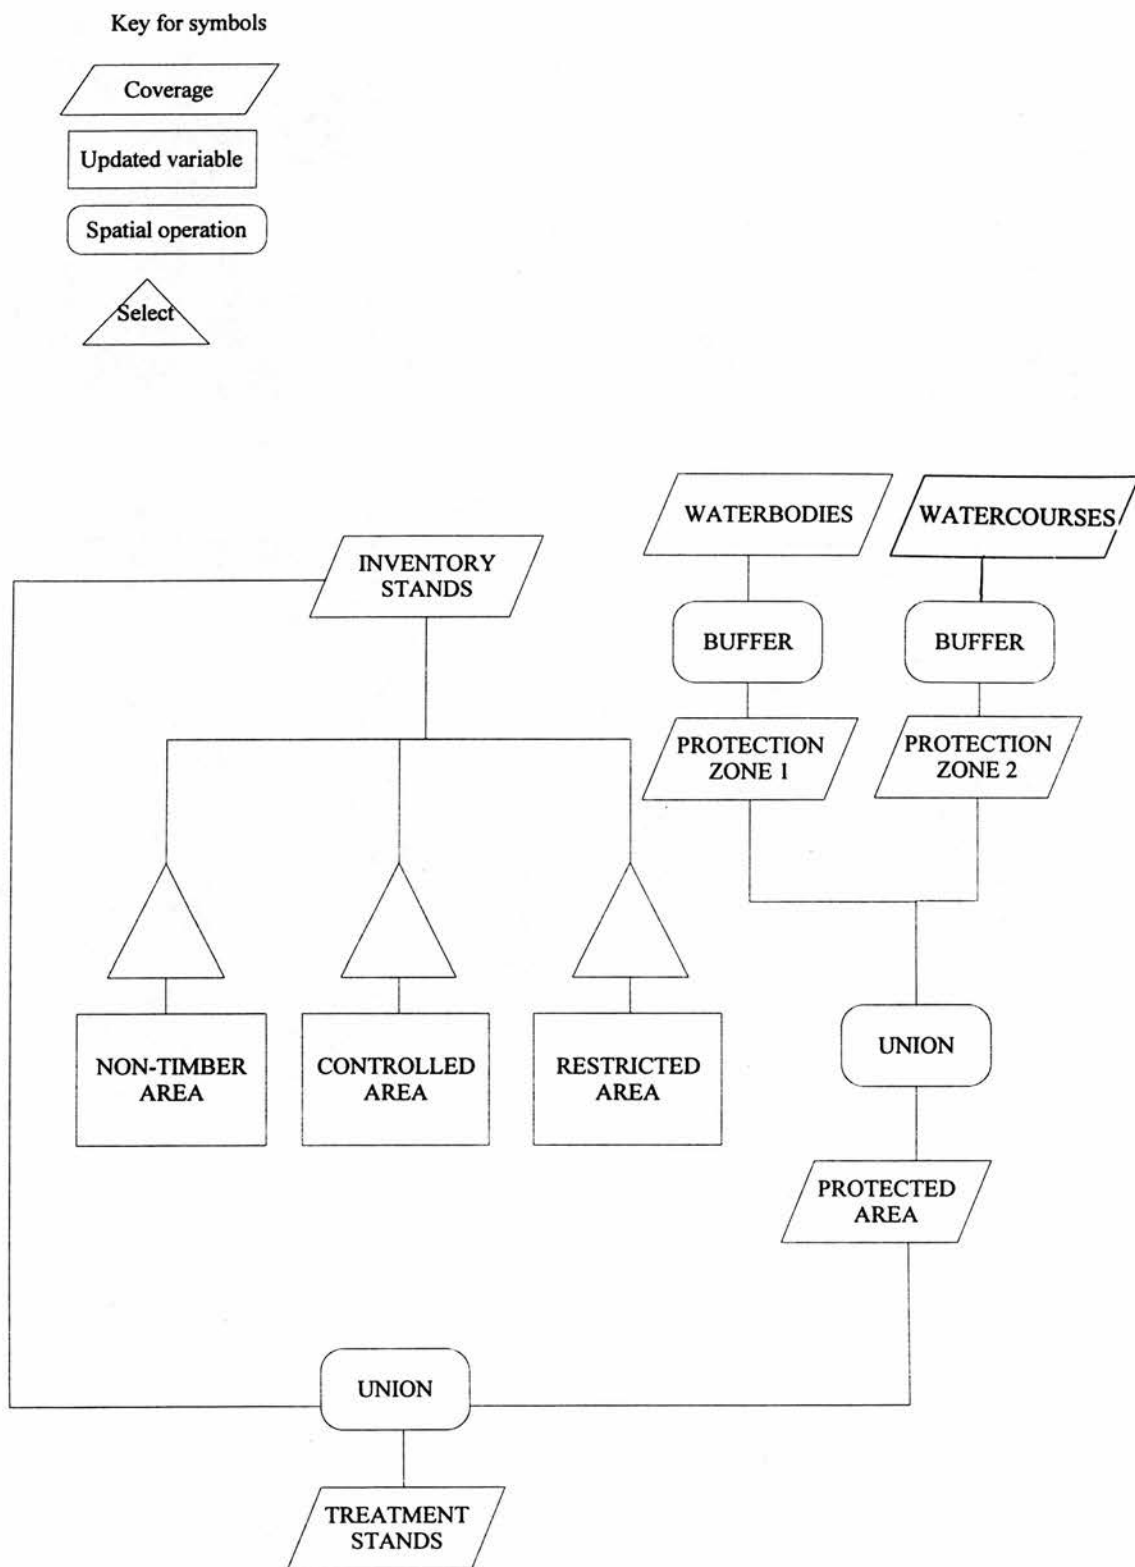 Key for symbols
Coverage
Updated variable
Spatial operation
Select
WATERBODIES
WATERCOURSES
INVENTORY
STANDS
BUFFER
BUFFER
PROTECTION
ZONE 1
PROTECTION
ZONE 2
NON-TIMBER
AREA
CONTROLLED
AREA
RESTRICTED
AREA
UNION
PROTECTED
AREA
UNION
TREATMENT
STANDS